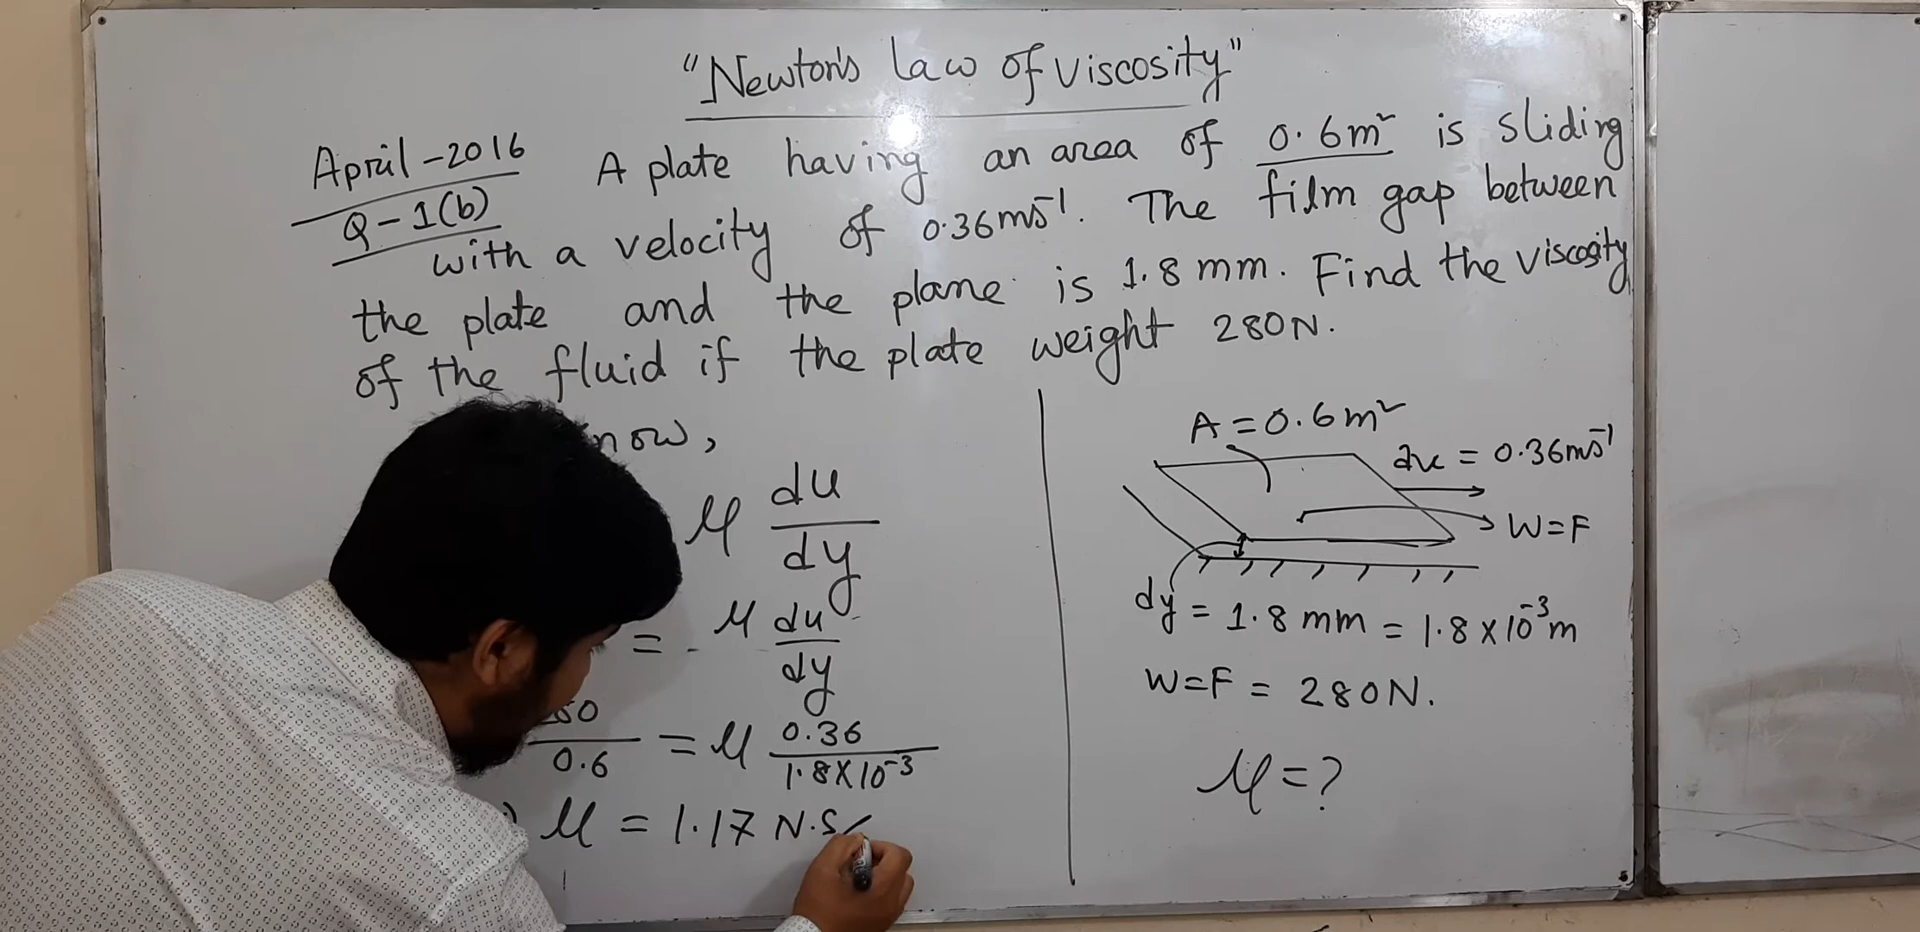 "Newton's law of viscosity"
April-2016
Q-1(b)
A plate having an area of 0.6m² is sliding
with a velocity of 0.36ms⁻¹. The film gap between
the plate and the plane is 1.8 mm. Find the viscosity
of the fluid if the plate weight 280N.
now,
μ du/dy
= μ du/dy
/0.6 = μ 0.36/1.8×10⁻³
μ = 1.17 N.S/
A = 0.6m²
du = 0.36ms⁻¹
W=F
dy = 1.8 mm = 1.8×10⁻³m
W=F = 280N.
μ=?